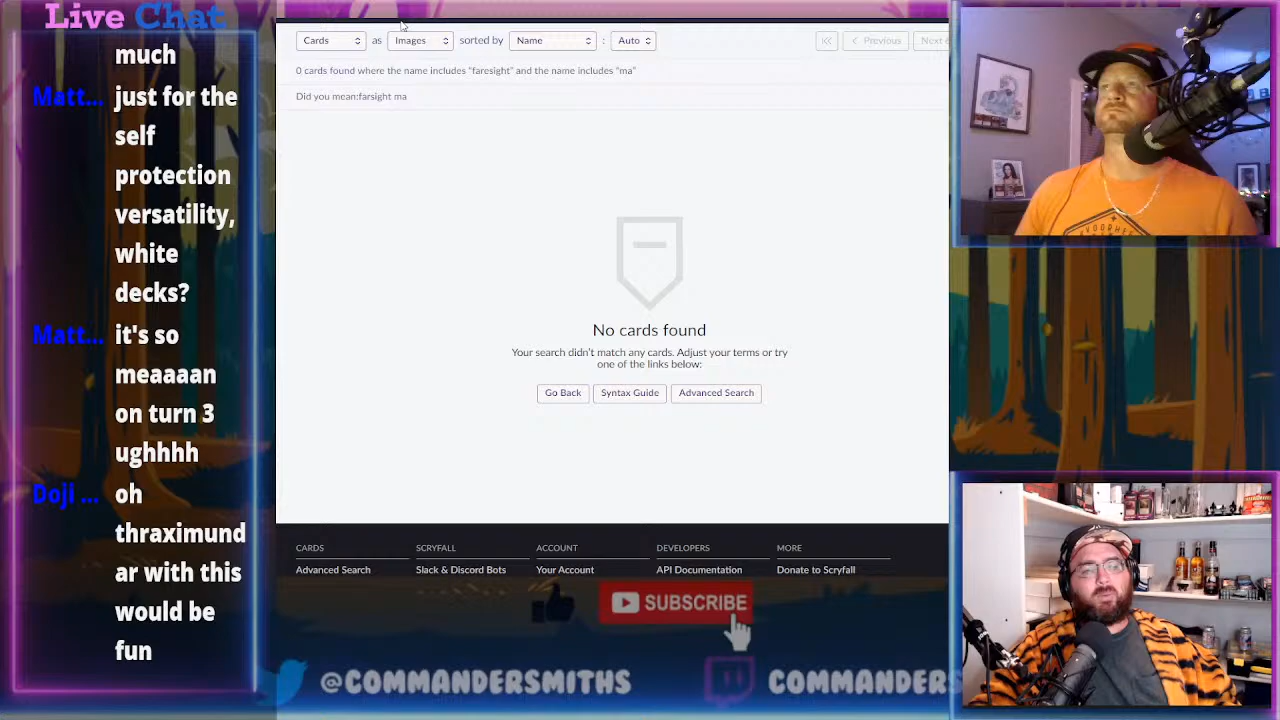 Live Chat
much
Matt... just for the
self
protection
versatility,
white
decks?
Matt... it's so
meaaaan
on turn 3
ughhhh
Doji ... oh
thraximund
ar with this
would be
fun
Cards as Images sorted by Name : Auto
Previous Next
0 cards found where the name includes “faresight” and the name includes “ma”
Did you mean:farsight ma
No cards found
Your search didn’t match any cards. Adjust your terms or try
one of the links below:
Go Back Syntax Guide Advanced Search
CARDS SCRYFALL ACCOUNT DEVELOPERS MORE
Advanced Search Slack & Discord Bots Your Account API Documentation Donate to Scryfall
SUBSCRIBE
@COMMANDERSMITHS COMMANDERS